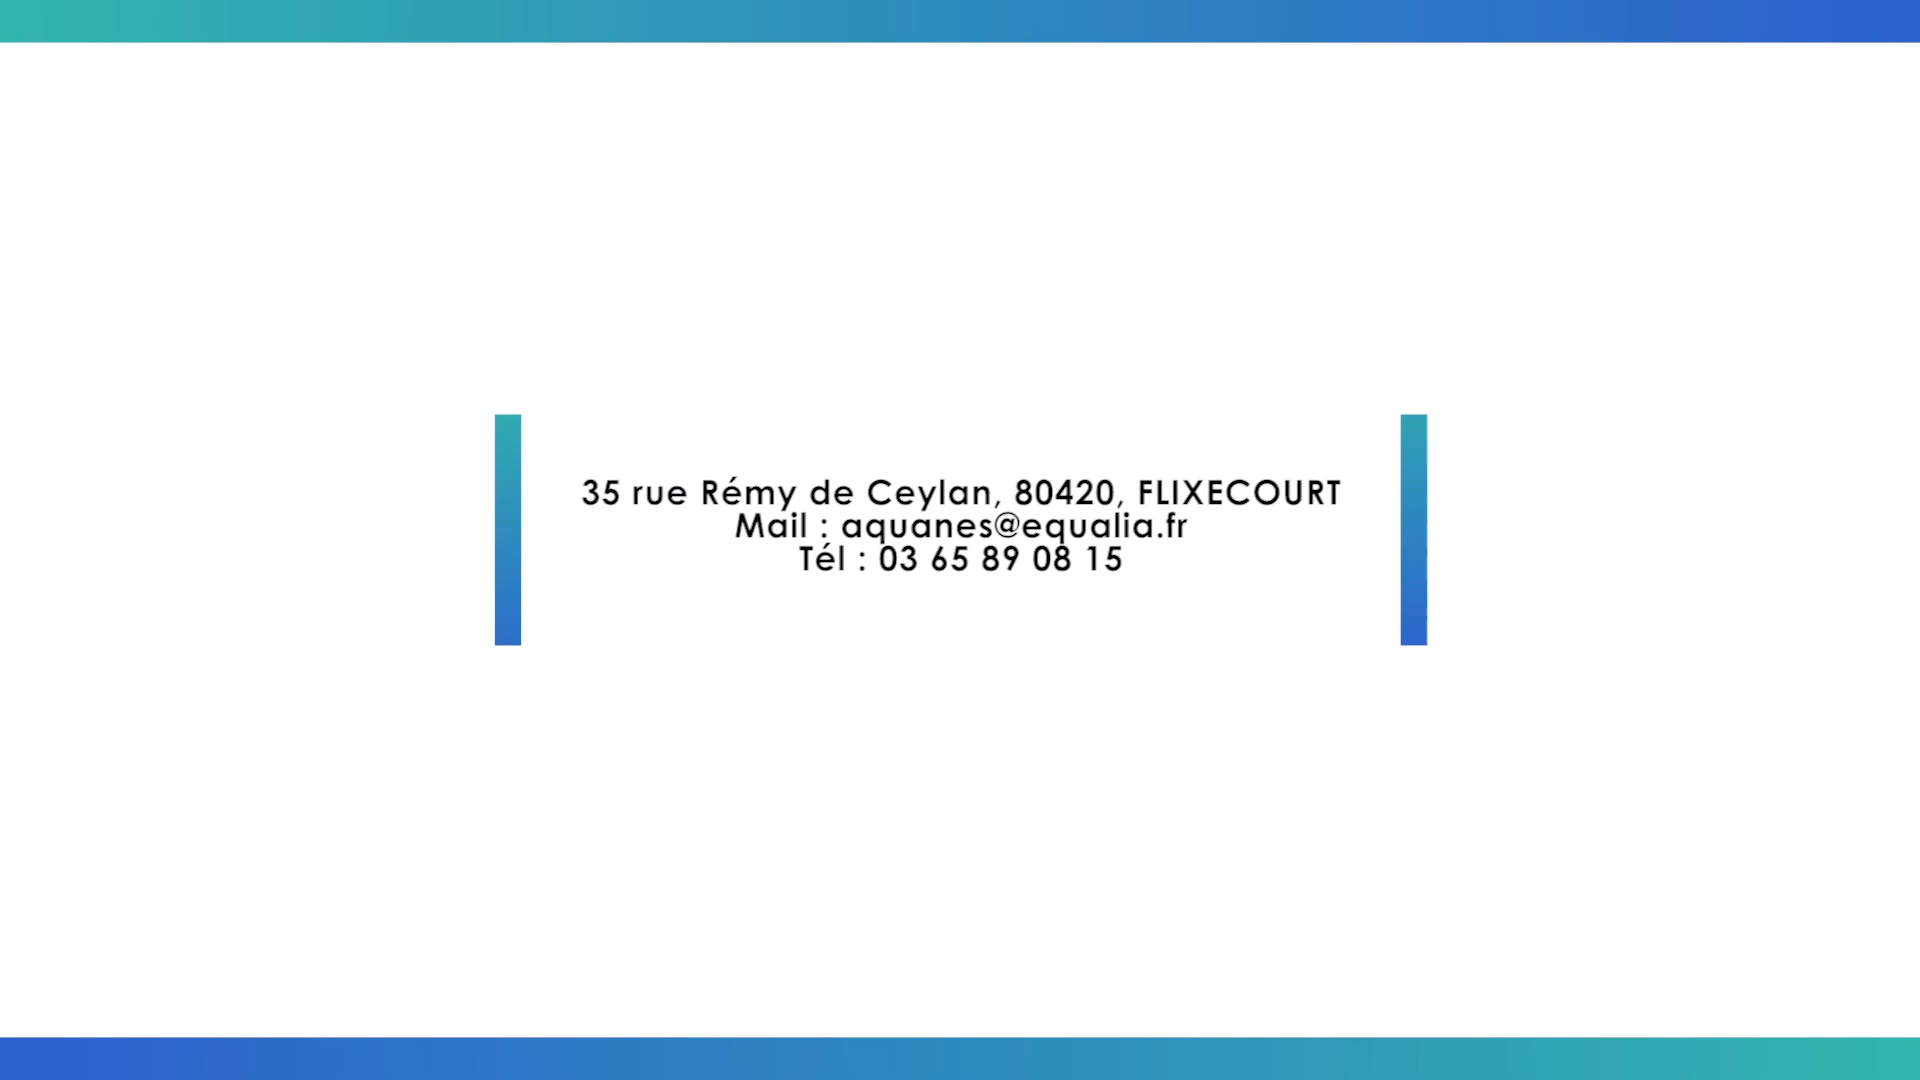 35 rue Rémy de Ceylan, 80420, FLIXECOURT
Mail : aquanes@equalia.fr
Tél : 03 65 89 08 15